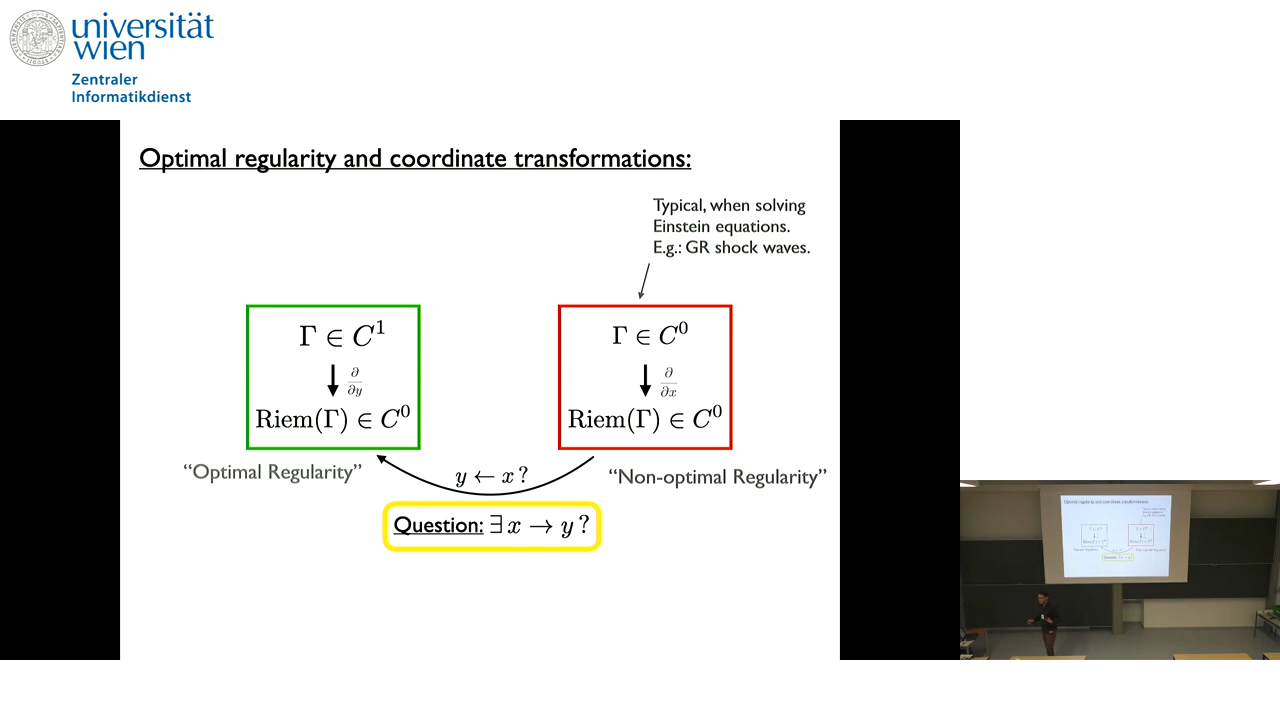 universität
wien
Zentraler
Informatikdienst
Optimal regularity and coordinate transformations:
Typical, when solving
Einstein equations.
E.g.: GR shock waves.
Γ ∈ C¹
∂/∂y
Riem(Γ) ∈ C⁰
"Optimal Regularity"
Γ ∈ C⁰
∂/∂x
Riem(Γ) ∈ C⁰
"Non-optimal Regularity"
y ← x ?
Question: ∃ x → y ?